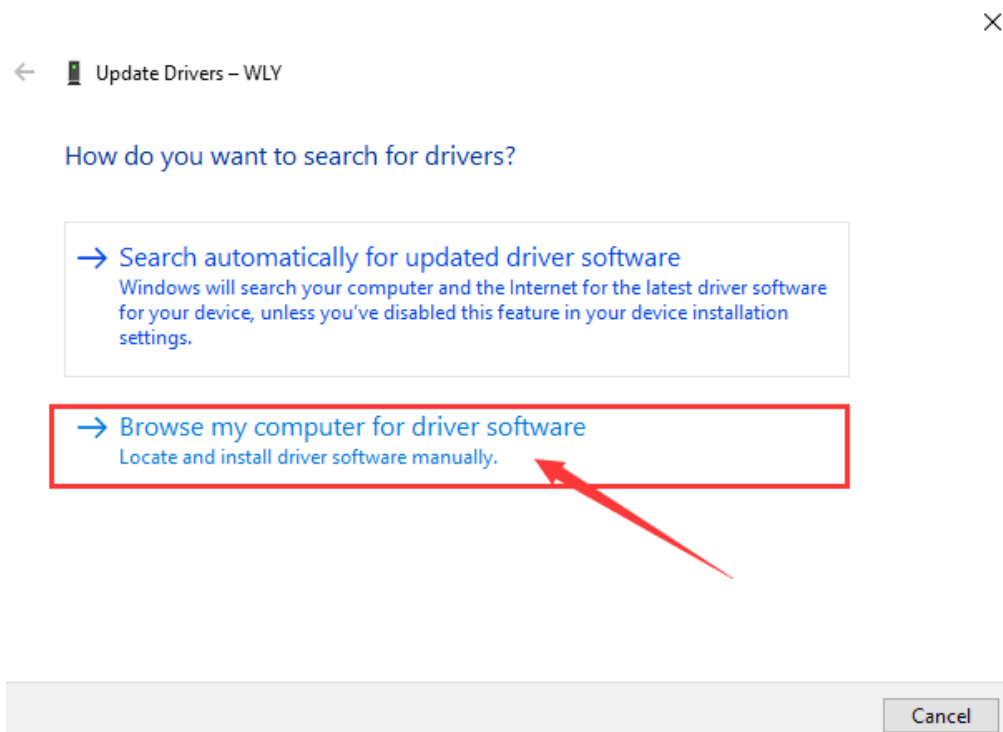 Update Drivers – WLY
How do you want to search for drivers?
Search automatically for updated driver software
Windows will search your computer and the Internet for the latest driver software
for your device, unless you've disabled this feature in your device installation
settings.
Browse my computer for driver software
Locate and install driver software manually.
Cancel